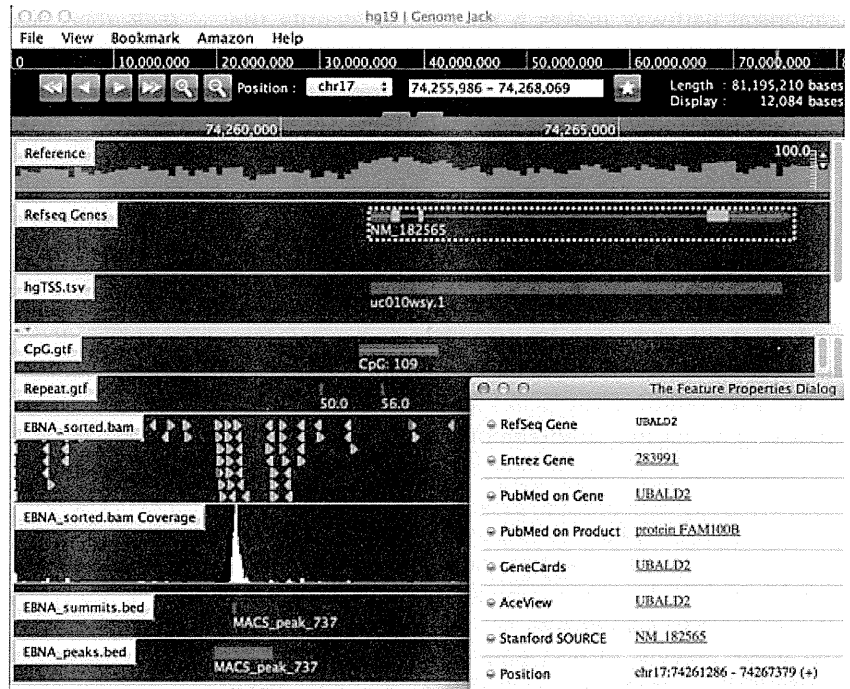 hg19 | Genome Jack
File View Bookmark Amazon Help
0 10,000,000 20,000,000 30,000,000 40,000,000 50,000,000 60,000,000 70,000,000
Position : chr17 74,255,986 - 74,268,069 Length : 81,195,210 bases
Display : 12,084 bases
74,260,000 74,265,000
Reference 100.0
Refseq Genes
NM_182565
hgTSS.tsv
uc010wsy.1
CpG.gtf
CpG: 109
Repeat.gtf
50.0 56.0
EBNA_sorted.bam
EBNA_sorted.bam Coverage
EBNA_summits.bed
MACS_peak_737
EBNA_peaks.bed
MACS_peak_737
The Feature Properties Dialog
RefSeq Gene UBALD2
Entrez Gene 283991
PubMed on Gene UBALD2
PubMed on Product protein FAM100B
GeneCards UBALD2
AceView UBALD2
Stanford SOURCE NM_182565
Position chr17:74261286 - 74267379 (+)